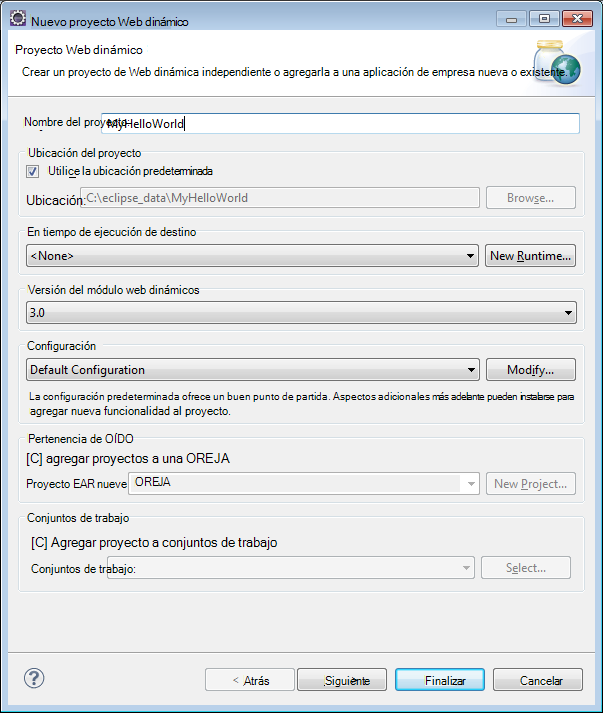 Nuevo proyecto Web dinámico
Proyecto Web dinámico
Crear un proyecto de Web dinámica independiente o agregarla a una aplicación de empresa nueva o existente.
Nombre del proyecto: MyHelloWorld
Ubicación del proyecto
Utilice la ubicación predeterminada
Ubicación: C:\eclipse_data\MyHelloWorld Browse...
En tiempo de ejecución de destino
<None> New Runtime...
Versión del módulo web dinámicos
3.0
Configuración
Default Configuration Modify...
La configuración predeterminada ofrece un buen punto de partida. Aspectos adicionales más adelante pueden instalarse para
agregar nueva funcionalidad al proyecto.
Pertenencia de OÍDO
[C] agregar proyectos a una OREJA
Proyecto EAR nueve OREJA New Project...
Conjuntos de trabajo
[C] Agregar proyecto a conjuntos de trabajo
Conjuntos de trabajo: Select...
? < Atrás Siguiente > Finalizar Cancelar